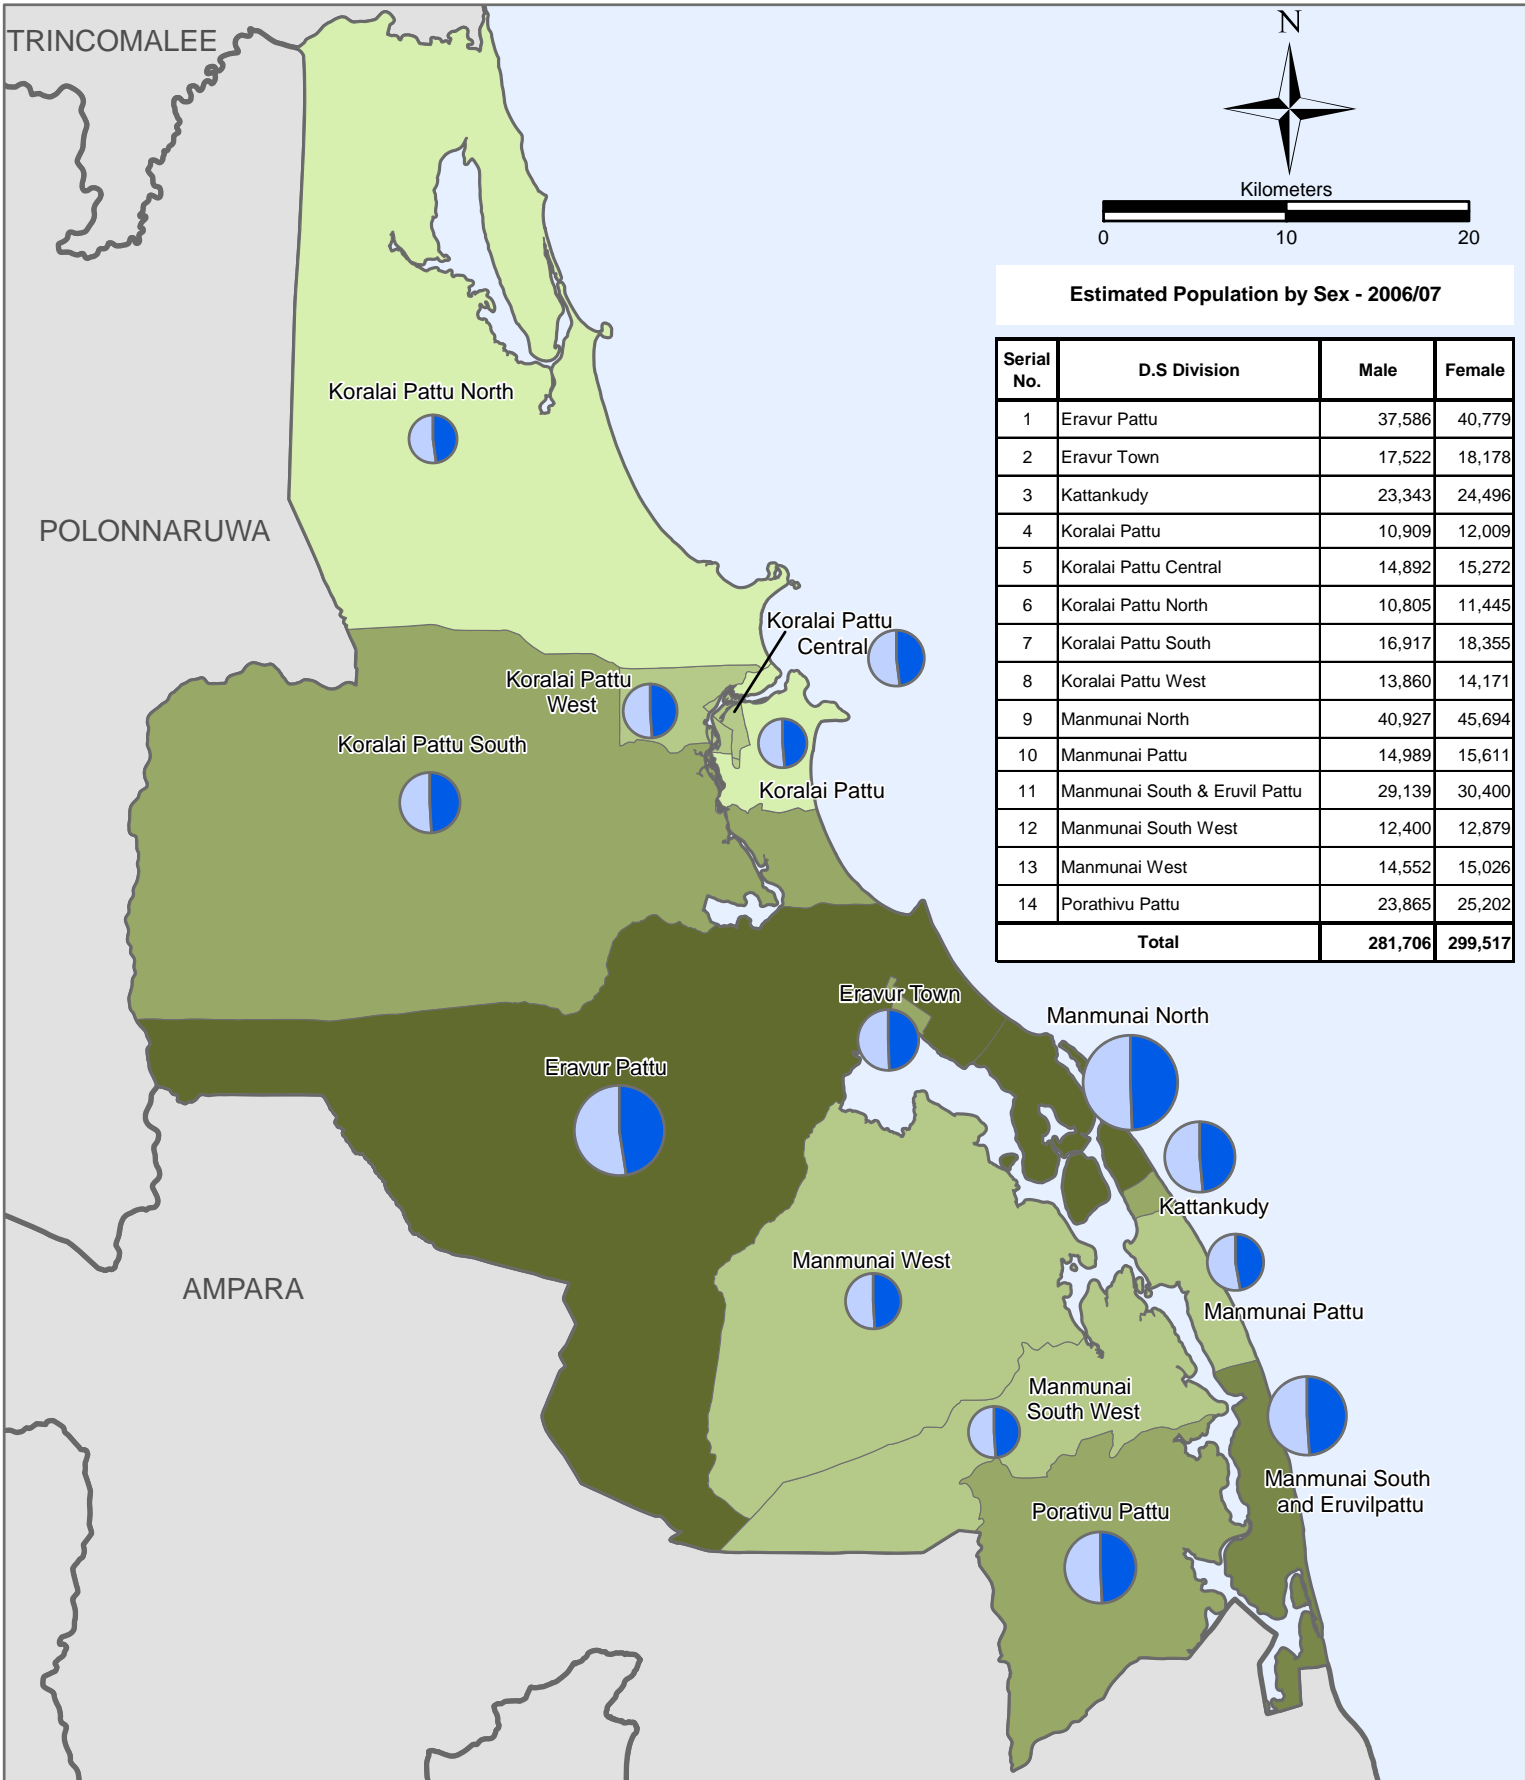 TRINCOMALEE
N
Kilometers
0 10 20
Estimated Population by Sex - 2006/07
Serial No. D.S Division Male Female
1 Eravur Pattu 37,586 40,779
2 Eravur Town 17,522 18,178
3 Kattankudy 23,343 24,496
4 Koralai Pattu 10,909 12,009
5 Koralai Pattu Central 14,892 15,272
6 Koralai Pattu North 10,805 11,445
7 Koralai Pattu South 16,917 18,355
8 Koralai Pattu West 13,860 14,171
9 Manmunai North 40,927 45,694
10 Manmunai Pattu 14,989 15,611
11 Manmunai South & Eruvil Pattu 29,139 30,400
12 Manmunai South West 12,400 12,879
13 Manmunai West 14,552 15,026
14 Porathivu Pattu 23,865 25,202
Total 281,706 299,517
Koralai Pattu North
POLONNARUWA
Koralai Pattu
Central
Koralai Pattu
West
Koralai Pattu South
Koralai Pattu
Eravur Town
Manmunai North
Eravur Pattu
Kattankudy
Manmunai West
AMPARA
Manmunai Pattu
Manmunai
South West
Manmunai South
and Eruvilpattu
Porativu Pattu